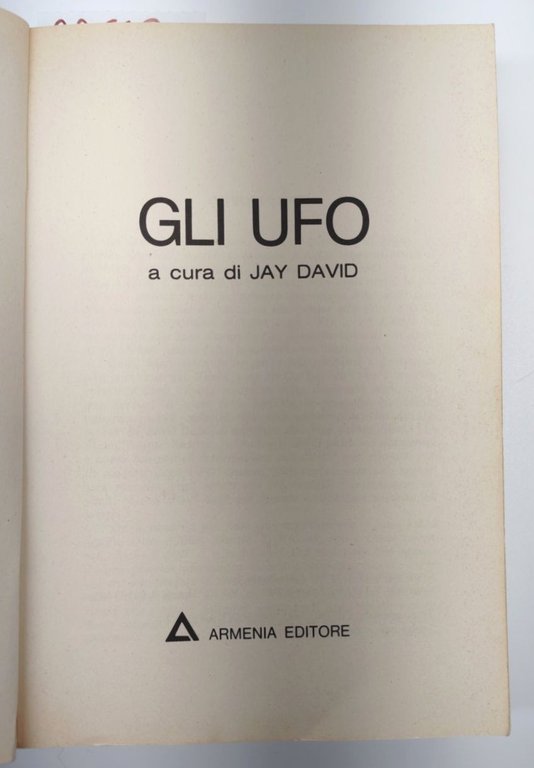 GLI UFO
a cura di JAY DAVID
ARMENIA EDITORE